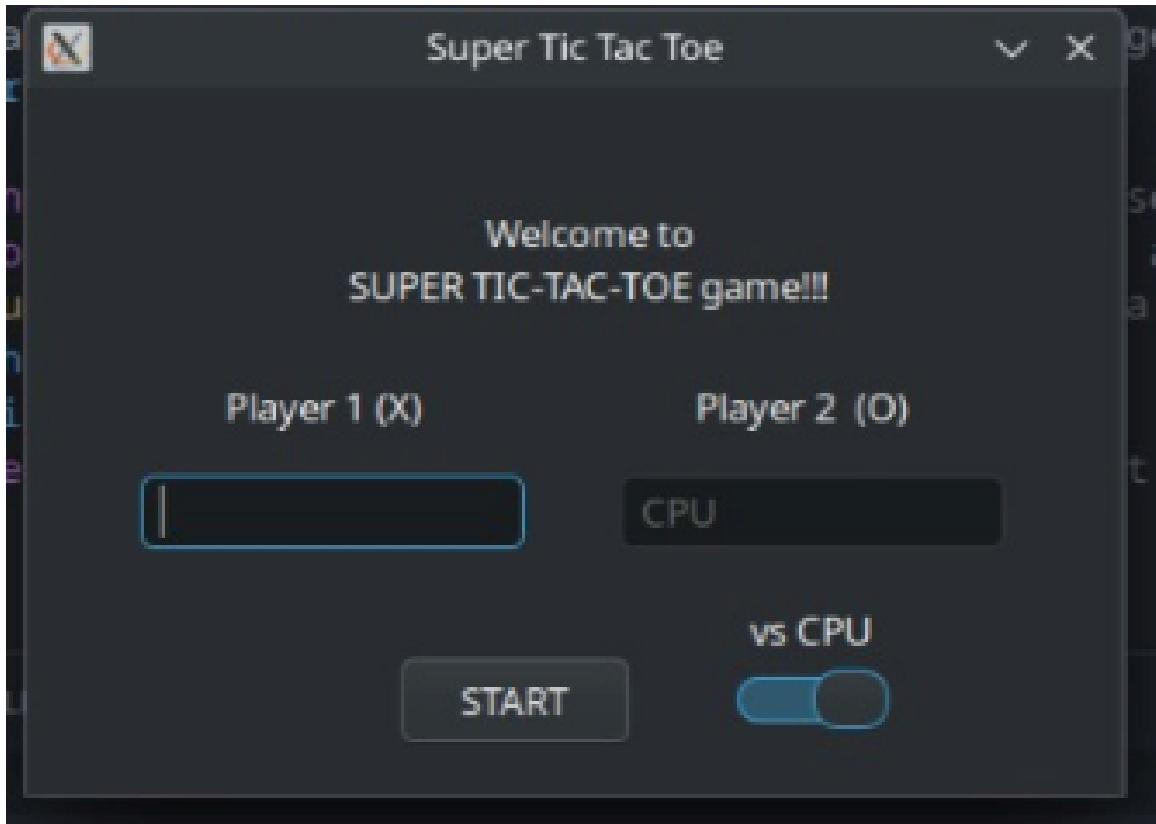 Super Tic Tac Toe
Welcome to
SUPER TIC-TAC-TOE game!!!
Player 1 (X)
Player 2 (O)
CPU
vs CPU
START